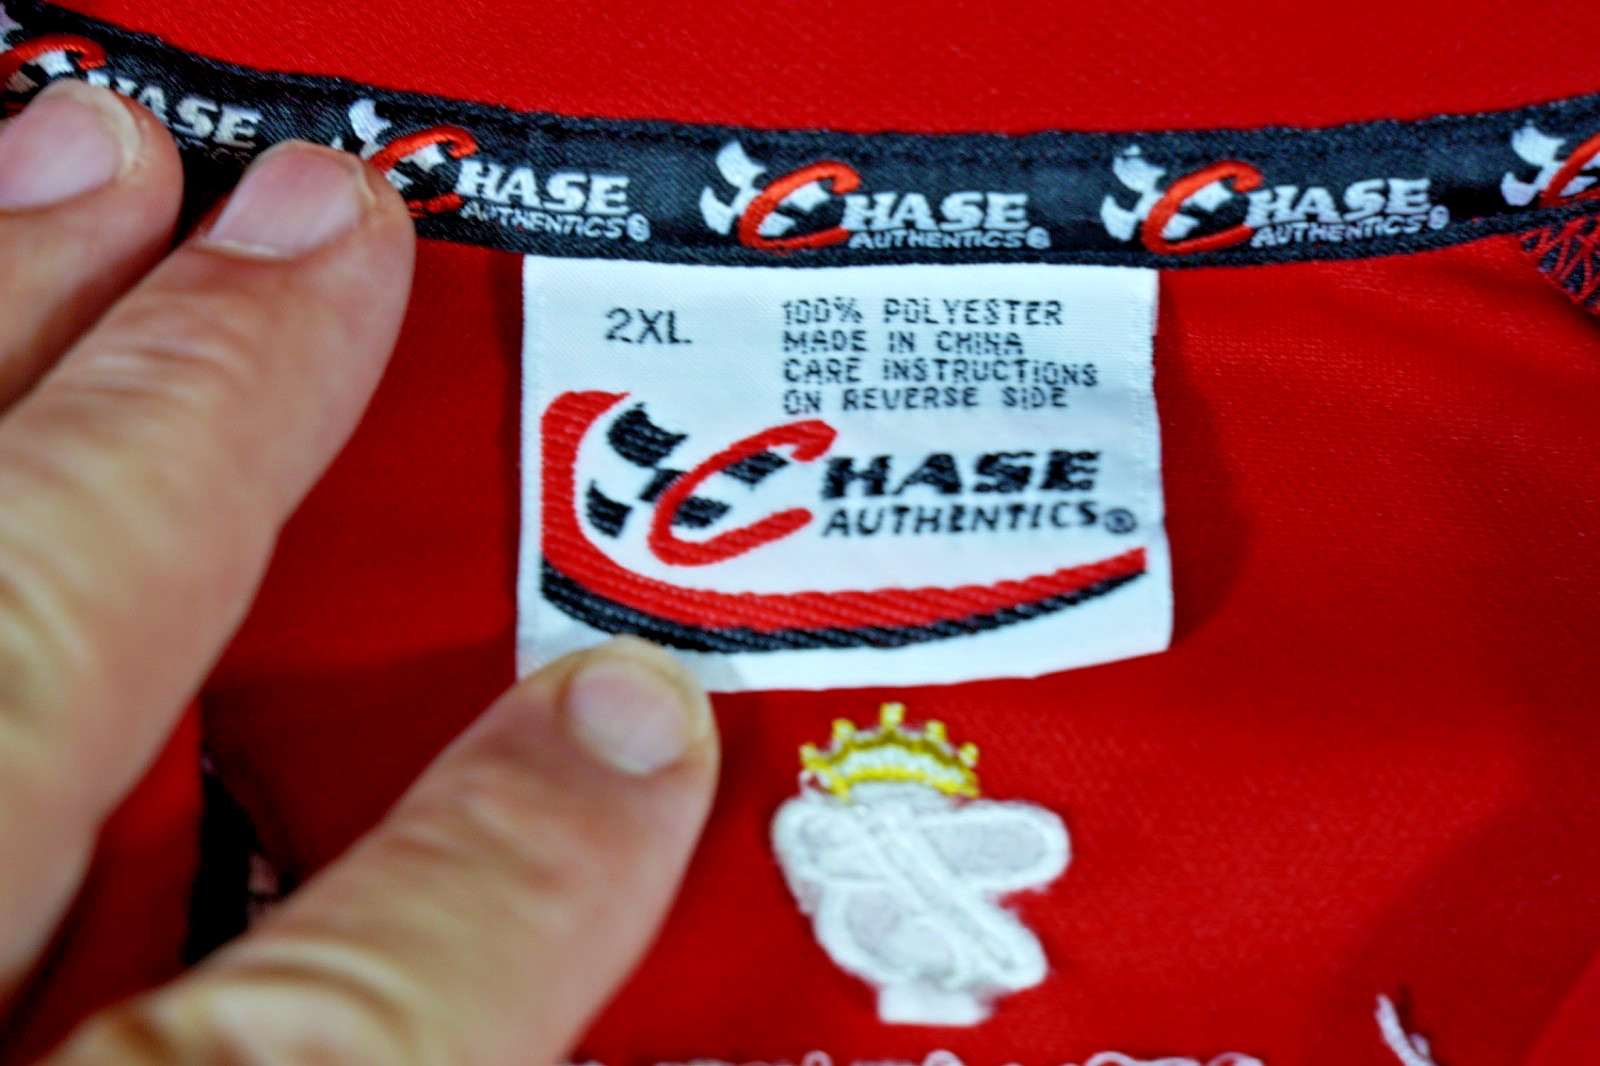 CHASE
CHASE
AUTHENTICS®
CHASE
AUTHENTICS®
CHASE
AUTHENTICS®
2XL
100% POLYESTER
MADE IN CHINA
CARE INSTRUCTIONS
ON REVERSE SIDE
CHASE
AUTHENTICS®